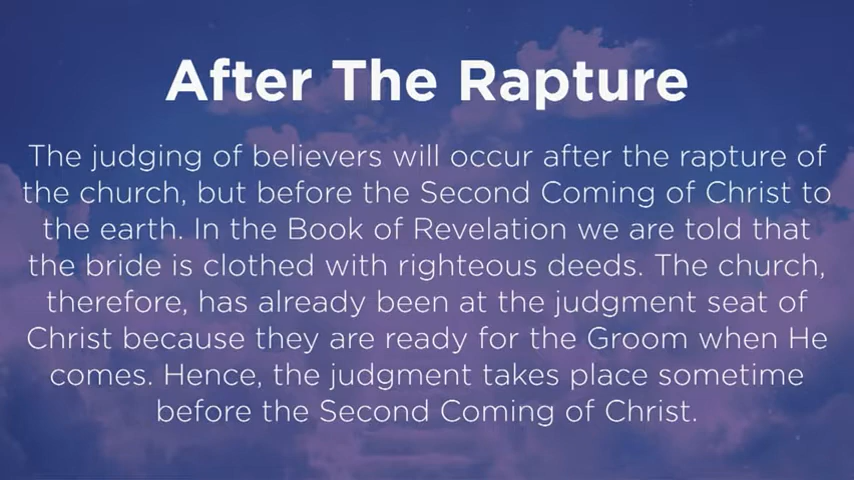 After The Rapture
The judging of believers will occur after the rapture of
the church, but before the Second Coming of Christ to
the earth. In the Book of Revelation we are told that
the bride is clothed with righteous deeds. The church,
therefore, has already been at the judgment seat of
Christ because they are ready for the Groom when He
comes. Hence, the judgment takes place sometime
before the Second Coming of Christ.